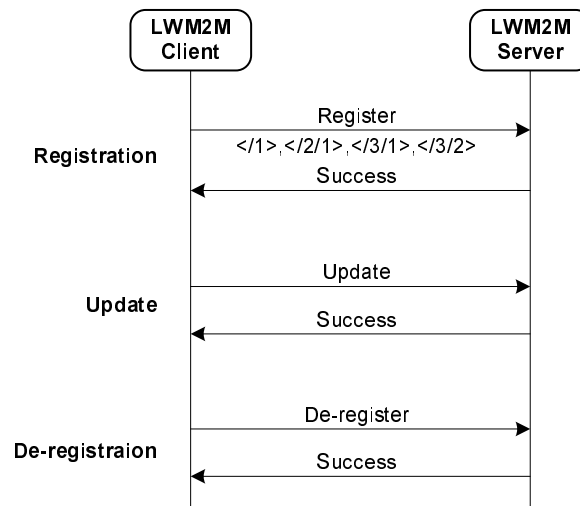 LWM2M
Client
LWM2M
Server
Register
</1>,</2/1>,</3/1>,</3/2>
Registration
Success
Update
Update
Success
De-register
De-registraion
Success